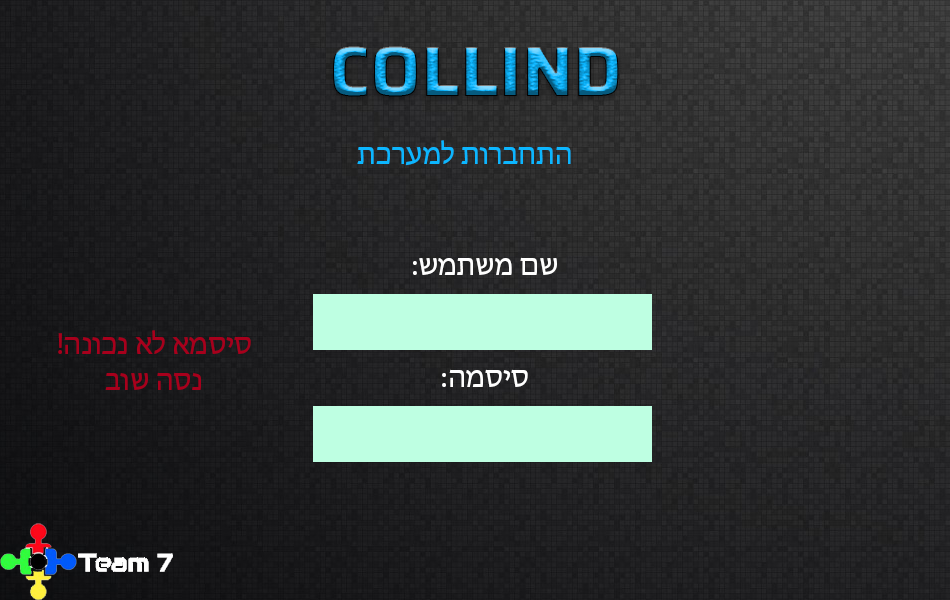 COLLIND
התחברות למערכת
שם משתמש:
סיסמא לא נכונה!
נסה שוב
סיסמה:
Team 7